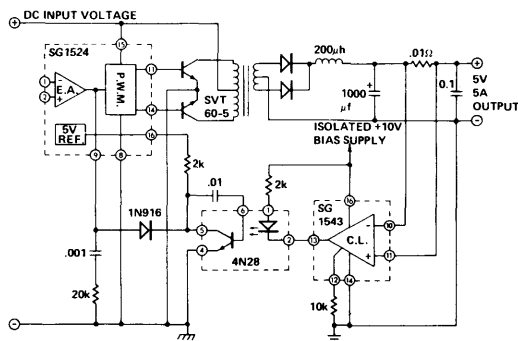 DC INPUT VOLTAGE
SG1524
15
1
2
E.A.
P.W.M.
11
14
5V
REF.
16
9
8
SVT
60-5
200μh
.01Ω
1000
μf
0.1
5V
5A
OUTPUT
ISOLATED +10V
BIAS SUPPLY
2k
.01
2k
1N916
6
1
5
4
2
4N28
13
16
SG
1543
C.L.
10
11
12
14
10k
.001
20k